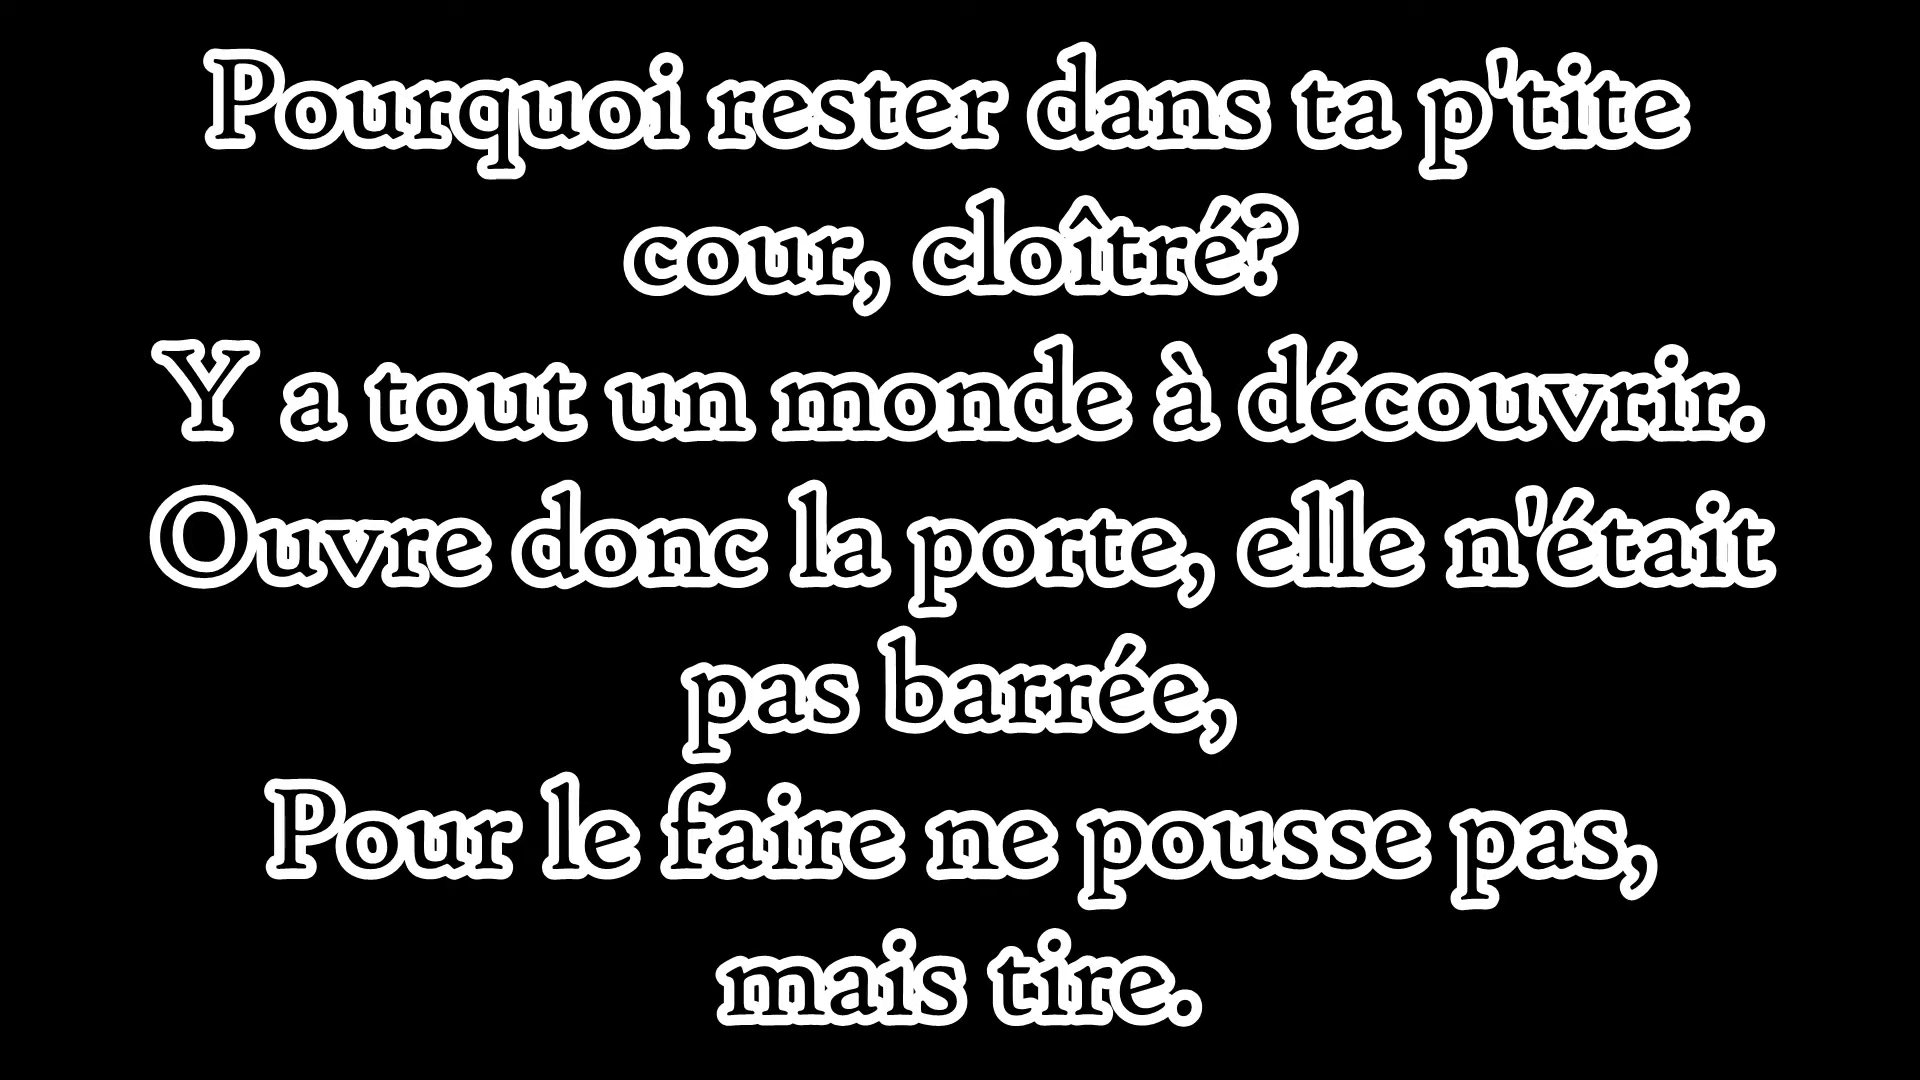 Pourquoi rester dans ta p'tite
cour, cloîtré?
Y a tout un monde à découvrir.
Ouvre donc la porte, elle n'était
pas barrée,
Pour le faire ne pousse pas,
mais tire.